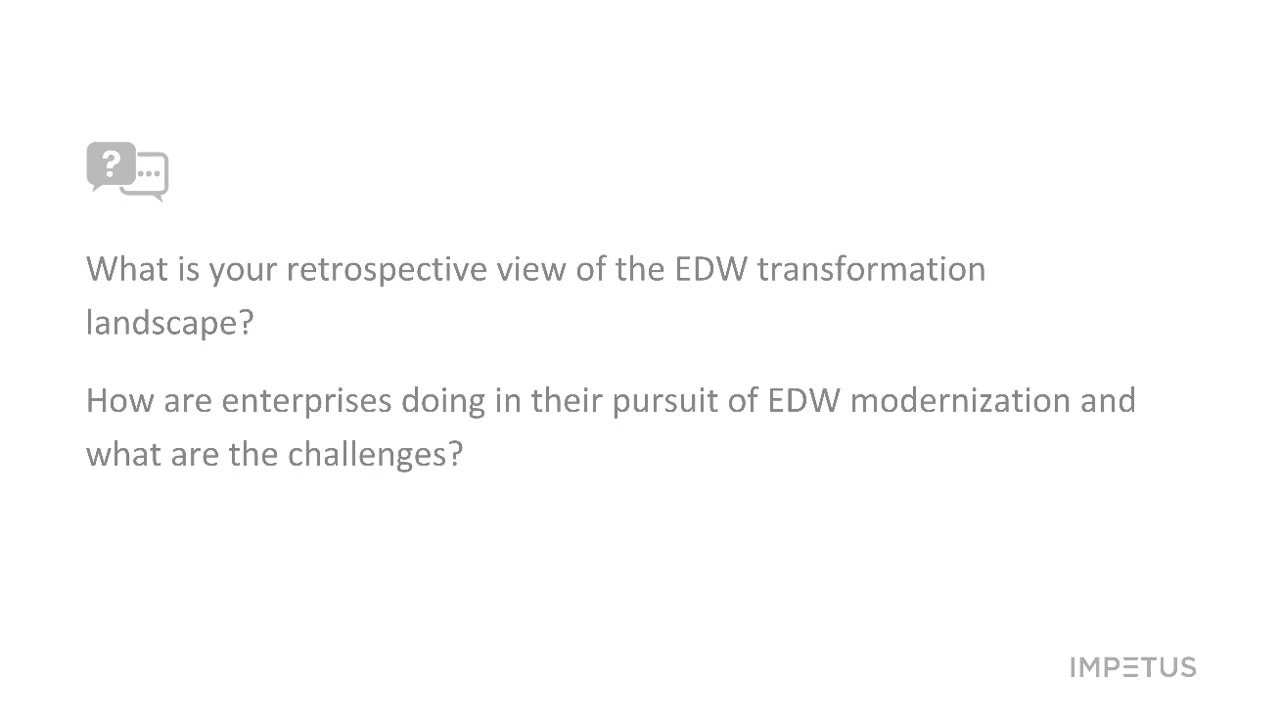 ?
What is your retrospective view of the EDW transformation
landscape?
How are enterprises doing in their pursuit of EDW modernization and
what are the challenges?
IMPETUS